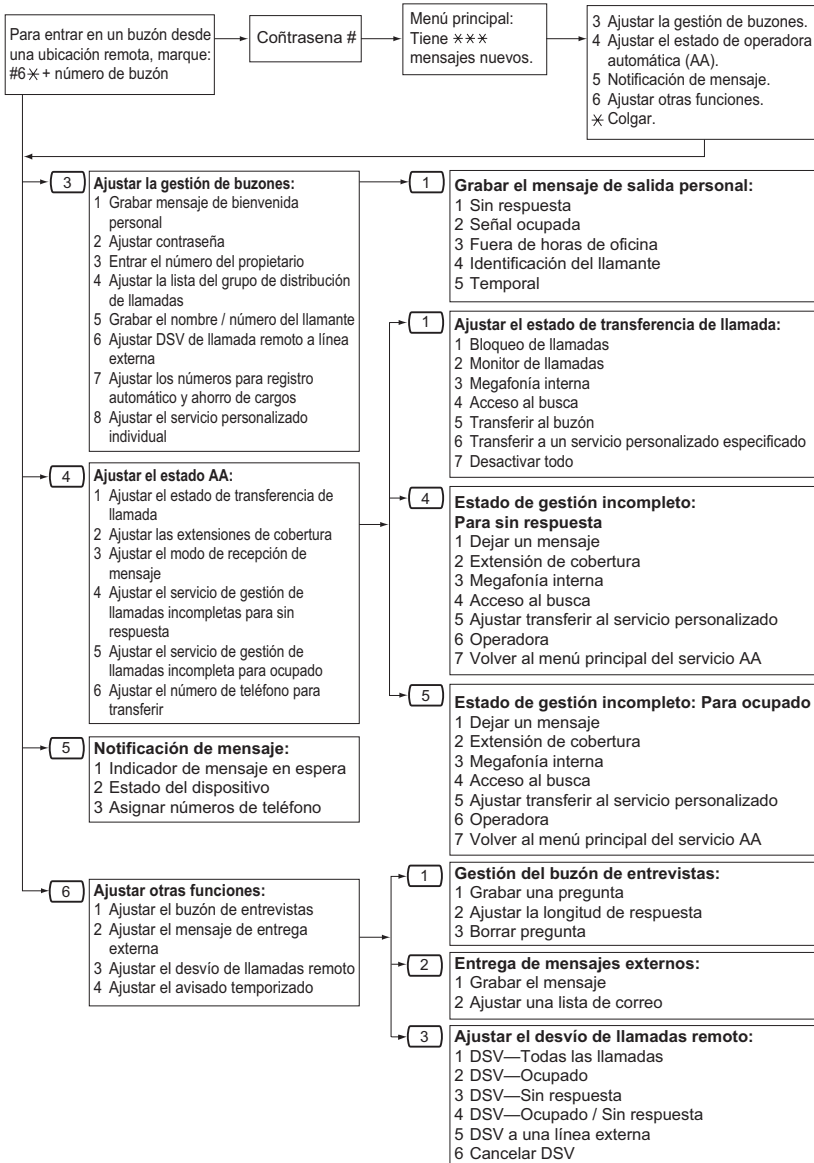 Para entrar en un buzón desde
una ubicación remota, marque:
#6✳ + número de buzón
Coñtrasena #
Menú principal:
Tiene ✳✳✳
mensajes nuevos.
3 Ajustar la gestión de buzones.
4 Ajustar el estado de operadora
automática (AA).
5 Notificación de mensaje.
6 Ajustar otras funciones.
✳ Colgar.
3
Ajustar la gestión de buzones:
1 Grabar mensaje de bienvenida
personal
2 Ajustar contraseña
3 Entrar el número del propietario
4 Ajustar la lista del grupo de distribución
de llamadas
5 Grabar el nombre / número del llamante
6 Ajustar DSV de llamada remoto a línea
externa
7 Ajustar los números para registro
automático y ahorro de cargos
8 Ajustar el servicio personalizado
individual
1
Grabar el mensaje de salida personal:
1 Sin respuesta
2 Señal ocupada
3 Fuera de horas de oficina
4 Identificación del llamante
5 Temporal
4
Ajustar el estado AA:
1 Ajustar el estado de transferencia de
llamada
2 Ajustar las extensiones de cobertura
3 Ajustar el modo de recepción de
mensaje
4 Ajustar el servicio de gestión de
llamadas incompletas para sin
respuesta
5 Ajustar el servicio de gestión de
llamadas incompleta para ocupado
6 Ajustar el número de teléfono para
transferir
1
Ajustar el estado de transferencia de llamada:
1 Bloqueo de llamadas
2 Monitor de llamadas
3 Megafonía interna
4 Acceso al busca
5 Transferir al buzón
6 Transferir a un servicio personalizado especificado
7 Desactivar todo
4
Estado de gestión incompleto:
Para sin respuesta
1 Dejar un mensaje
2 Extensión de cobertura
3 Megafonía interna
4 Acceso al busca
5 Ajustar transferir al servicio personalizado
6 Operadora
7 Volver al menú principal del servicio AA
5
Estado de gestión incompleto: Para ocupado
1 Dejar un mensaje
2 Extensión de cobertura
3 Megafonía interna
4 Acceso al busca
5 Ajustar transferir al servicio personalizado
6 Operadora
7 Volver al menú principal del servicio AA
5
Notificación de mensaje:
1 Indicador de mensaje en espera
2 Estado del dispositivo
3 Asignar números de teléfono
6
Ajustar otras funciones:
1 Ajustar el buzón de entrevistas
2 Ajustar el mensaje de entrega
externa
3 Ajustar el desvío de llamadas remoto
4 Ajustar el avisado temporizado
1
Gestión del buzón de entrevistas:
1 Grabar una pregunta
2 Ajustar la longitud de respuesta
3 Borrar pregunta
2
Entrega de mensajes externos:
1 Grabar el mensaje
2 Ajustar una lista de correo
3
Ajustar el desvío de llamadas remoto:
1 DSV—Todas las llamadas
2 DSV—Ocupado
3 DSV—Sin respuesta
4 DSV—Ocupado / Sin respuesta
5 DSV a una línea externa
6 Cancelar DSV